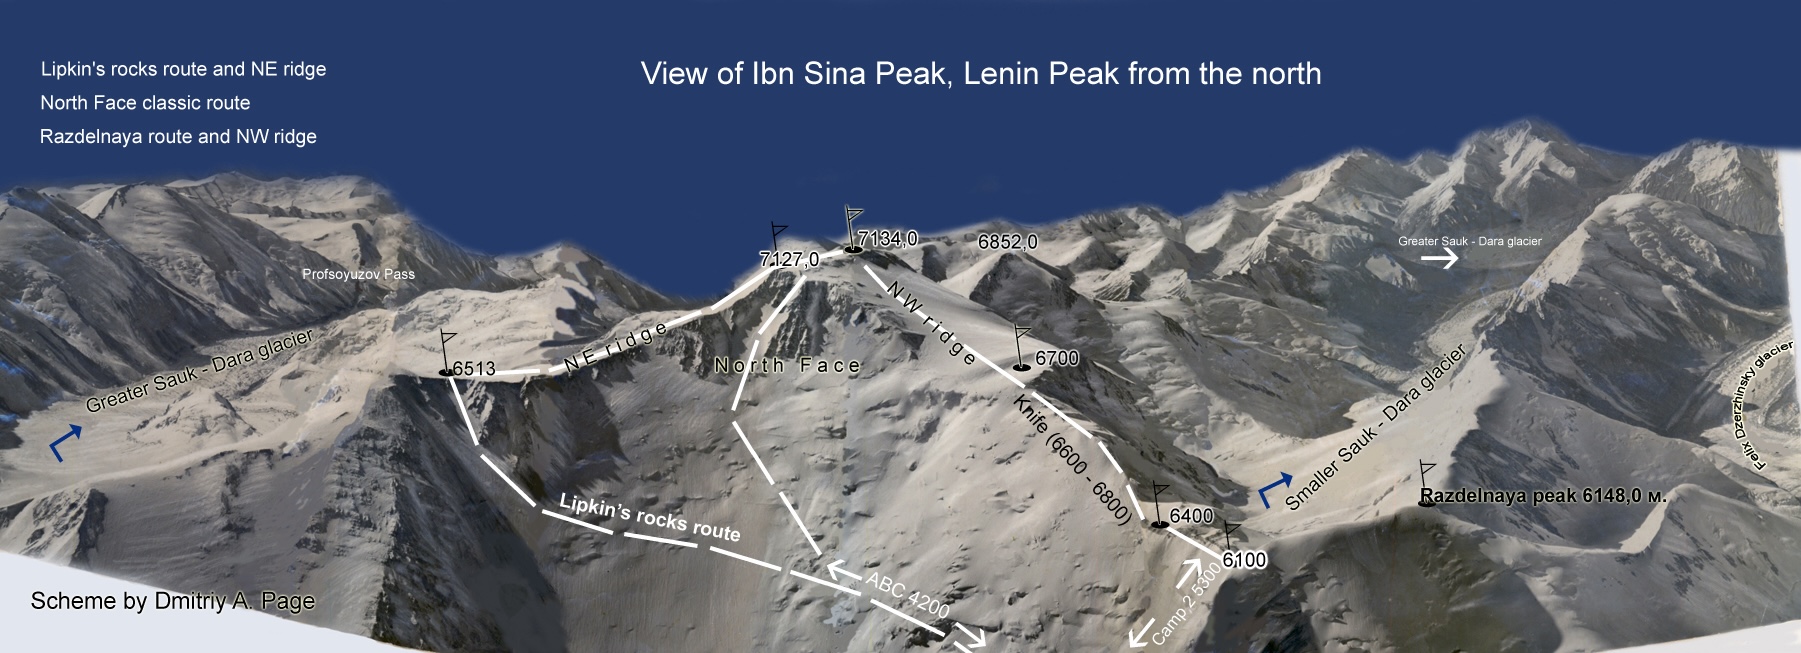 View of Ibn Sina Peak, Lenin Peak from the north
Lipkin's rocks route and NE ridge
North Face classic route
Razdelnaya route and NW ridge
7134,0
7127,0
6852,0
Greater Sauk - Dara glacier
Profsoyuzov Pass
Greater Sauk - Dara glacier
6513
NE ridge
North Face
NW ridge
6700
Knife (6600 - 6800)
Smaller Sauk - Dara glacier
Felix Dzerzhinsky glacier
Razdelnaya peak 6148,0 м.
6400
6100
Lipkin's rocks route
ABC 4200
Camp 2 5300
Scheme by Dmitriy A. Page